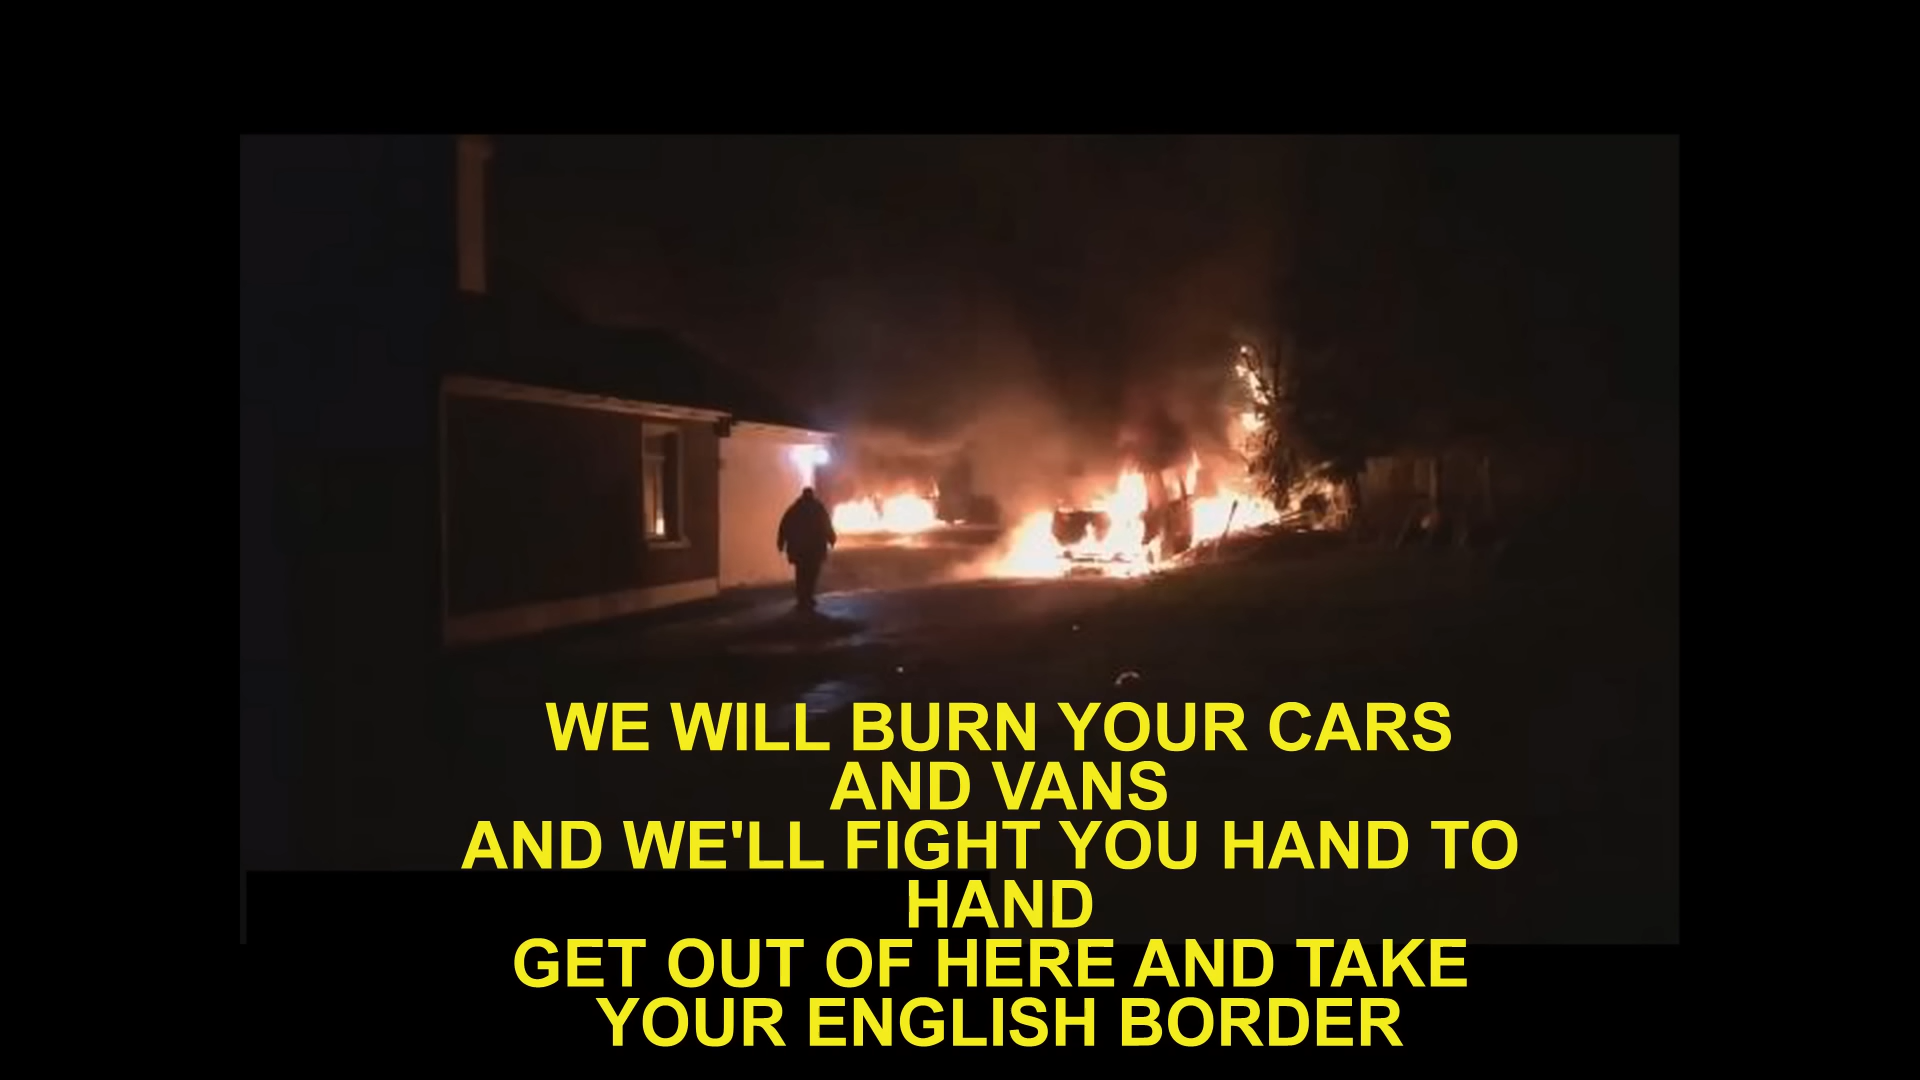 WE WILL BURN YOUR CARS
AND VANS
AND WE'LL FIGHT YOU HAND TO
HAND
GET OUT OF HERE AND TAKE
YOUR ENGLISH BORDER